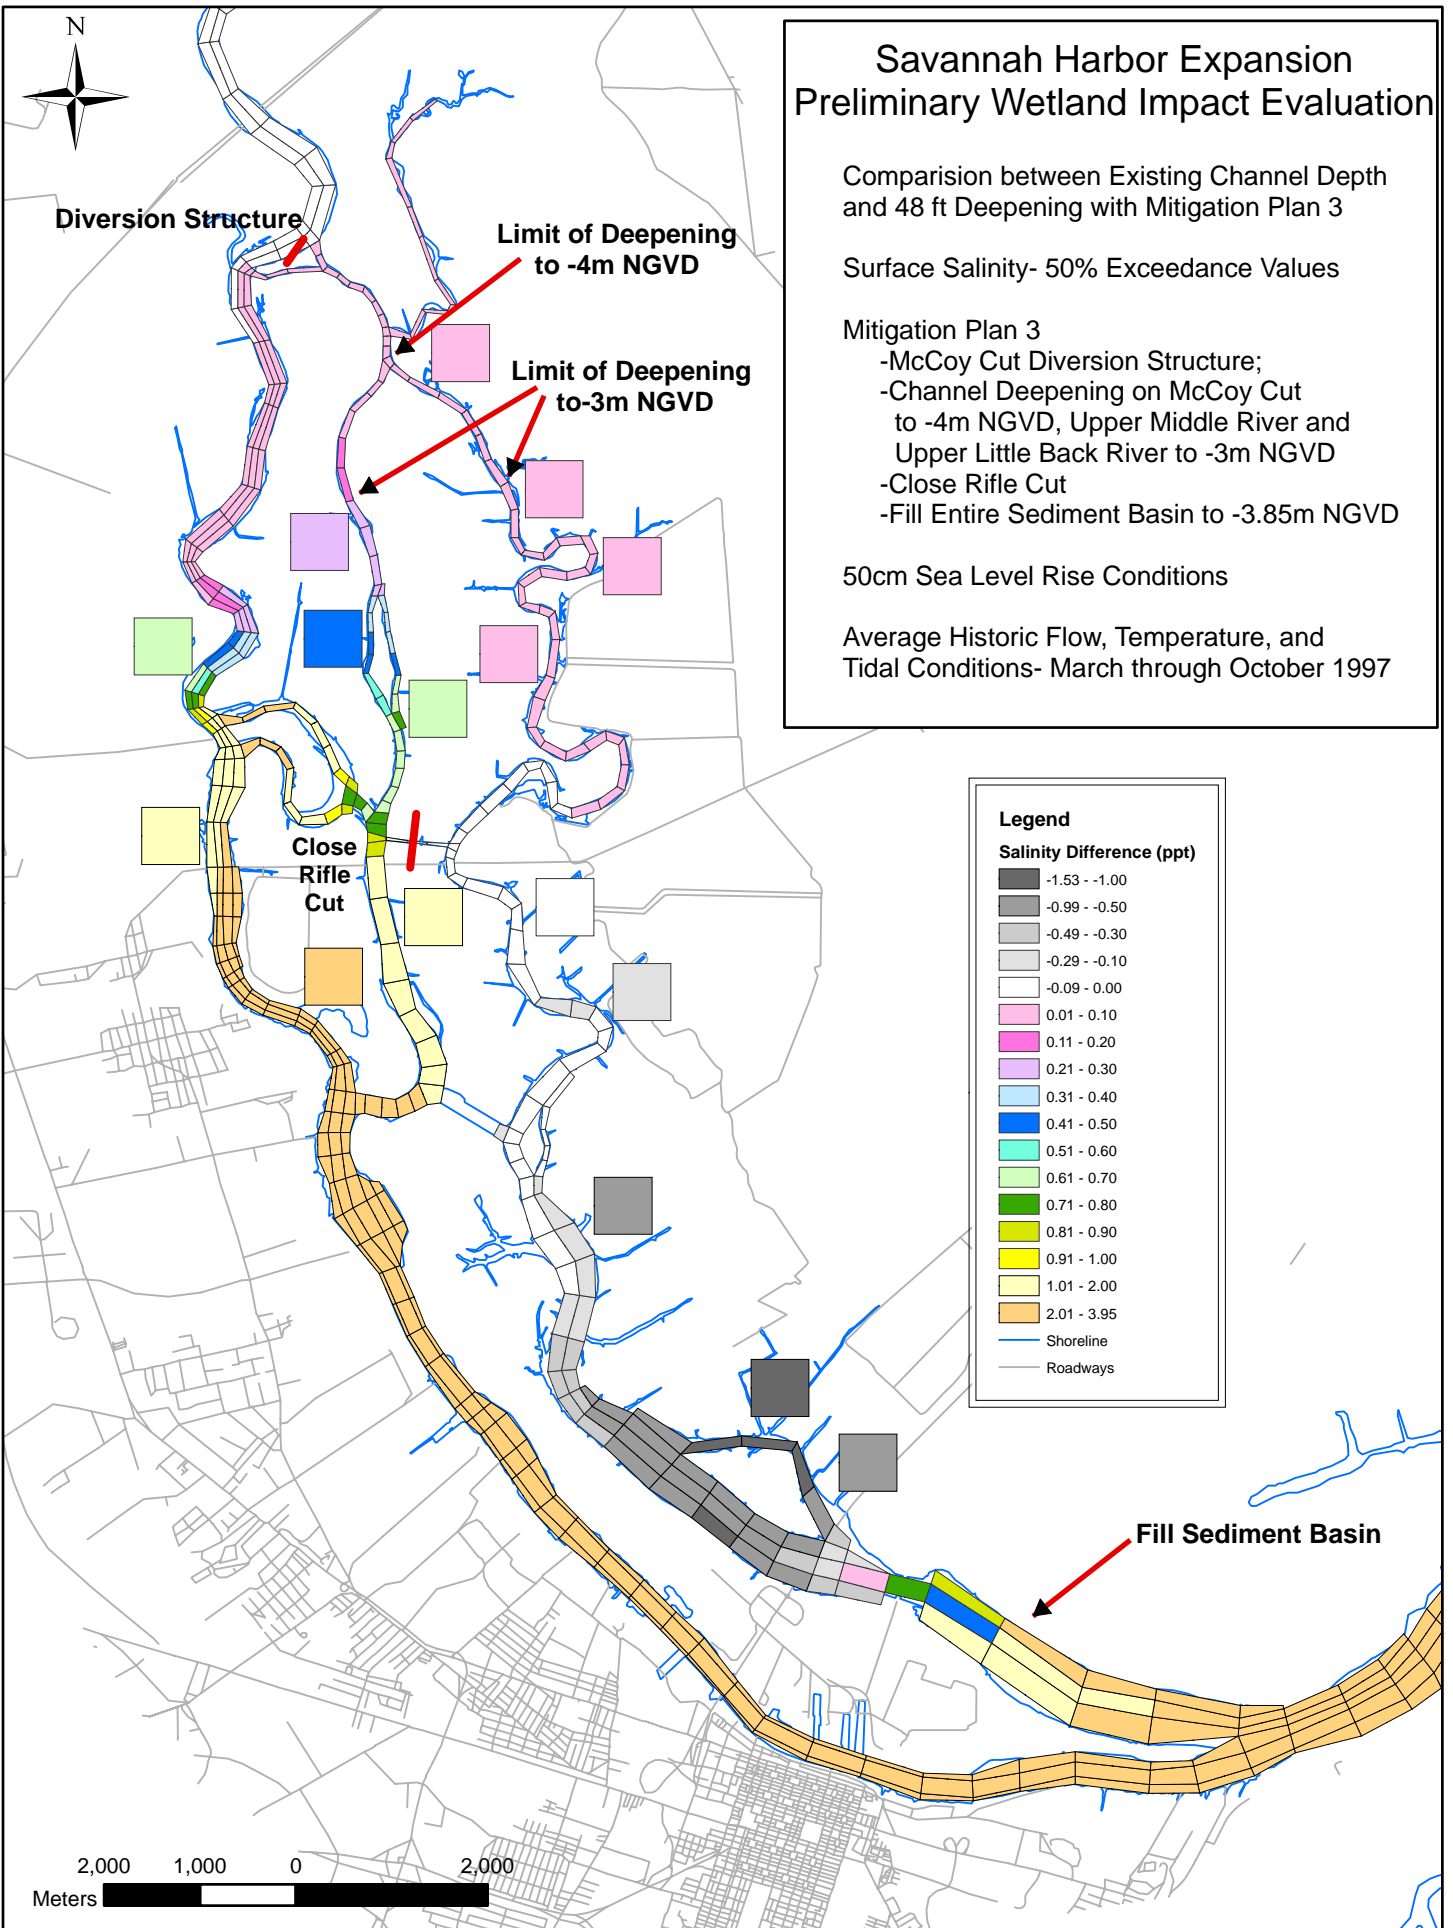 N
Savannah Harbor Expansion
Preliminary Wetland Impact Evaluation
Comparision between Existing Channel Depth
and 48 ft Deepening with Mitigation Plan 3
Surface Salinity- 50% Exceedance Values
Mitigation Plan 3
-McCoy Cut Diversion Structure;
-Channel Deepening on McCoy Cut
to -4m NGVD, Upper Middle River and
Upper Little Back River to -3m NGVD
-Close Rifle Cut
-Fill Entire Sediment Basin to -3.85m NGVD
50cm Sea Level Rise Conditions
Average Historic Flow, Temperature, and
Tidal Conditions- March through October 1997
Diversion Structure
Limit of Deepening
to -4m NGVD
Limit of Deepening
to-3m NGVD
Close
Rifle
Cut
Legend
Salinity Difference (ppt)
-1.53 - -1.00
-0.99 - -0.50
-0.49 - -0.30
-0.29 - -0.10
-0.09 - 0.00
0.01 - 0.10
0.11 - 0.20
0.21 - 0.30
0.31 - 0.40
0.41 - 0.50
0.51 - 0.60
0.61 - 0.70
0.71 - 0.80
0.81 - 0.90
0.91 - 1.00
1.01 - 2.00
2.01 - 3.95
Shoreline
Roadways
Fill Sediment Basin
2,000 1,000 0 2,000
Meters